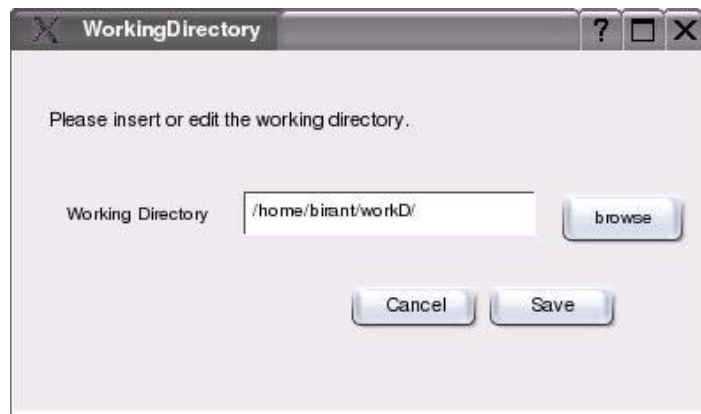 WorkingDirectory ?
Please insert or edit the working directory.
Working Directory /home/birant/workD/ browse
Cancel Save